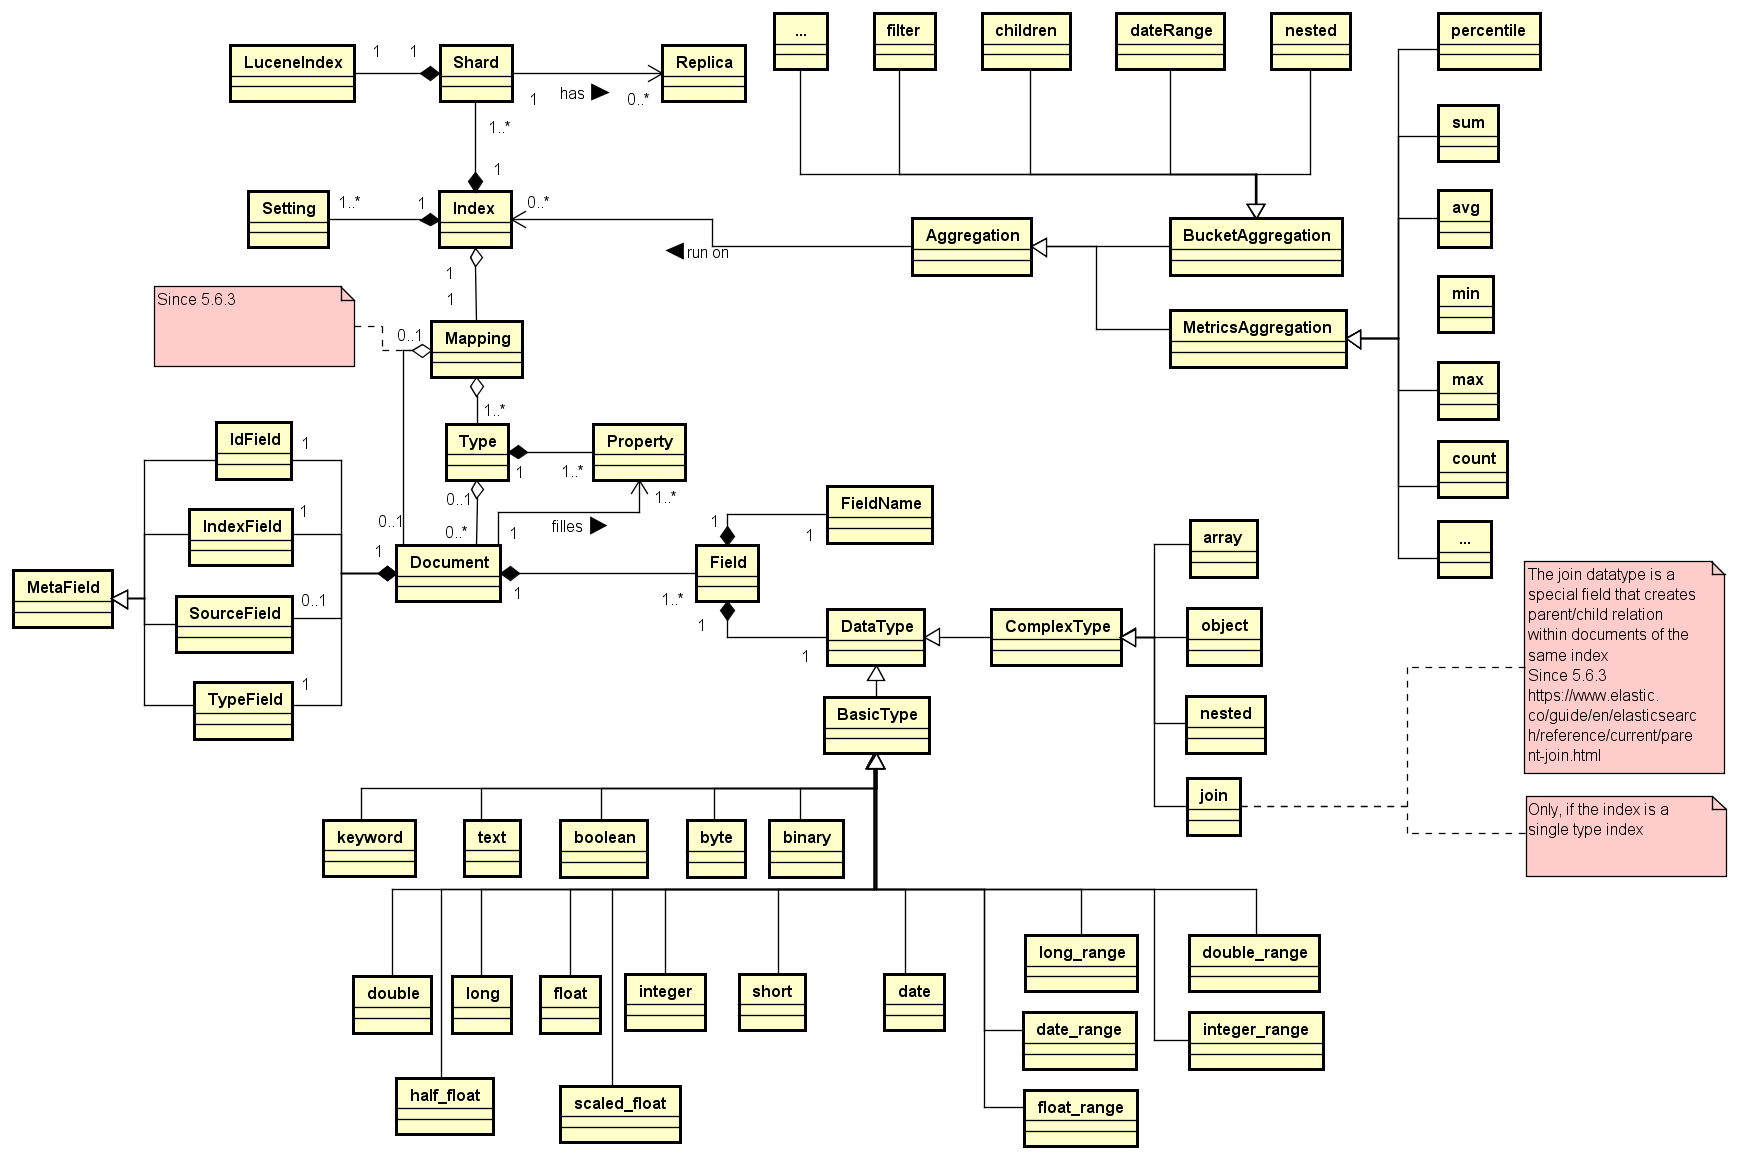 ...
filter
children
dateRange
nested
percentile
LuceneIndex
1
1
Shard
Replica
1
has
0..*
sum
1..*
1
Setting
1..*
1
Index
0..*
run on
Aggregation
BucketAggregation
avg
1
1
Since 5.6.3
min
0..1
Mapping
MetricsAggregation
max
1..*
IdField
1
Type
1
Property
1..*
count
0..1
1..*
IndexField
1
0..1
0..*
filles
1
1
FieldName
1
array
...
1
Document
1
Field
1..*
MetaField
SourceField
0..1
1
1
DataType
ComplexType
object
The join datatype is a
special field that creates
parent/child relation
within documents of the
same index
Since 5.6.3
https://www.elastic.
co/guide/en/elasticsearc
h/reference/current/pare
nt-join.html
TypeField
1
BasicType
nested
join
Only, if the index is a
single type index
keyword
text
boolean
byte
binary
long_range
double_range
double
long
float
integer
short
date
date_range
integer_range
half_float
scaled_float
float_range